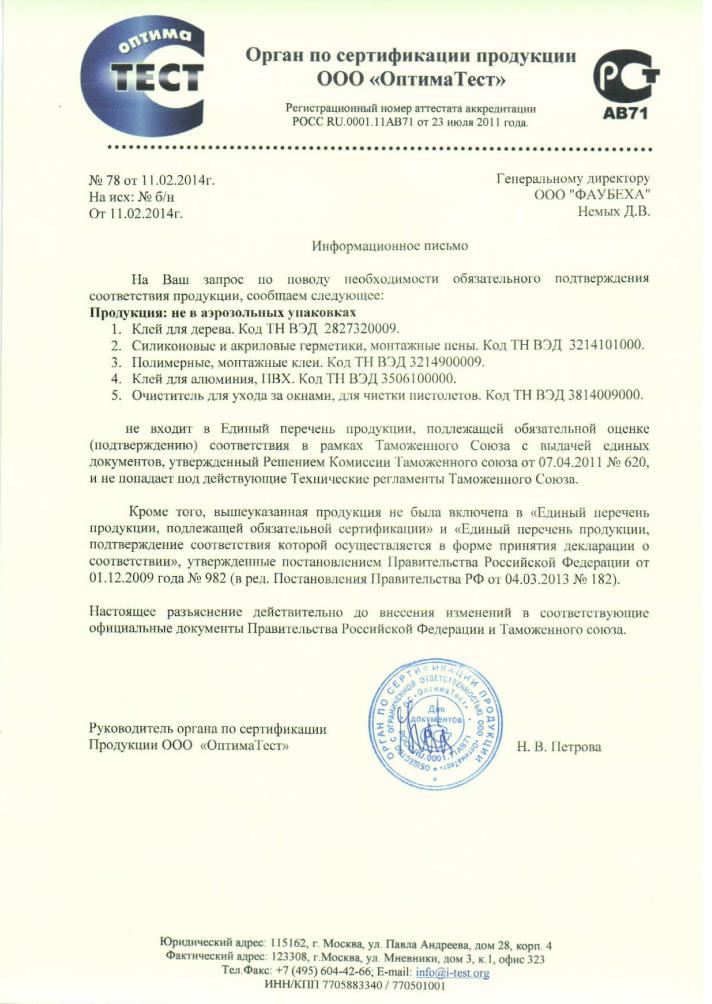 оптима
ТЕСТ
Орган по сертификации продукции
ООО «ОптимаТест»
Регистрационный номер аттестата аккредитации
РОСС RU.0001.11АВ71 от 23 июля 2011 года.
РСТ
АВ71
№ 78 от 11.02.2014г.
На исх: № б/н
От 11.02.2014г.
Генеральному директору
ООО "ФАУБЕХА"
Немых Д.В.
Информационное письмо
На Ваш запрос по поводу необходимости обязательного подтверждения
соответствия продукции, сообщаем следующее:
Продукция: не в аэрозольных упаковках
1. Клей для дерева. Код ТН ВЭД 2827320009.
2. Силиконовые и акриловые герметики, монтажные пены. Код ТН ВЭД 3214101000.
3. Полимерные, монтажные клеи. Код ТН ВЭД 3214900009.
4. Клей для алюминия, ПВХ. Код ТН ВЭД 3506100000.
5. Очиститель для ухода за окнами, для чистки пистолетов. Код ТН ВЭД 3814009000.
не входит в Единый перечень продукции, подлежащей обязательной оценке
(подтверждению) соответствия в рамках Таможенного Союза с выдачей единых
документов, утвержденный Решением Комиссии Таможенного союза от 07.04.2011 № 620,
и не попадает под действующие Технические регламенты Таможенного Союза.
Кроме того, вышеуказанная продукция не была включена в «Единый перечень
продукции, подлежащей обязательной сертификации» и «Единый перечень продукции,
подтверждение соответствия которой осуществляется в форме принятия декларации о
соответствии», утвержденные постановлением Правительства Российской Федерации от
01.12.2009 года № 982 (в ред. Постановления Правительства РФ от 04.03.2013 № 182).
Настоящее разъяснение действительно до внесения изменений в соответствующие
официальные документы Правительства Российской Федерации и Таможенного союза.
Руководитель органа по сертификации
Продукции ООО «ОптимаТест»
ОРГАН ПО СЕРТИФИКАЦИИ ПРОДУКЦИИ
ОБЩЕСТВО С ОГРАНИЧЕННОЙ ОТВЕТСТВЕННОСТЬЮ ООО «ОптимаТест»
ОС «ОптимаТест»
Для
документов
RU.0001.11АВ71
Н. В. Петрова
Юридический адрес: 115162, г. Москва, ул. Павла Андреева, дом 28, корп. 4
Фактический адрес: 123308, г.Москва, ул. Мневники, дом 3, к.1, офис 323
Тел.Факс: +7 (495) 604-42-66; E-mail: info@i-test.org
ИНН/КПП 7705883340 / 770501001